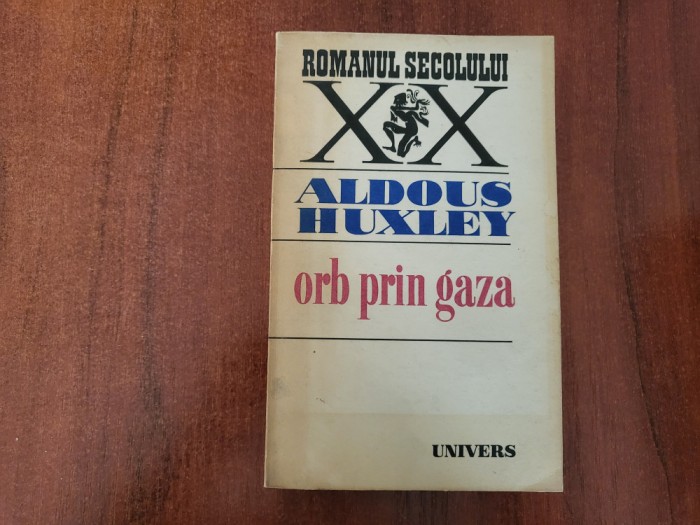 ROMANUL SECOLULUI
XX
ALDOUS
HUXLEY
orb prin gaza
UNIVERS